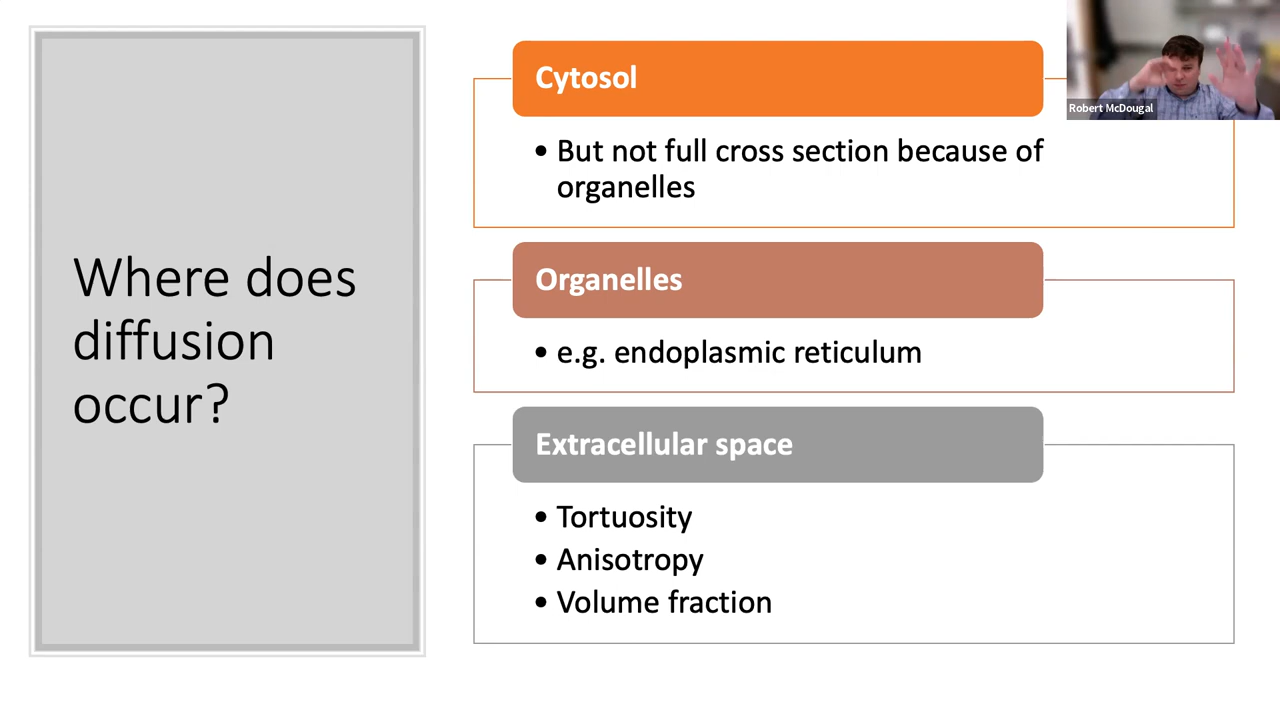 Where does
diffusion
occur?
Cytosol
• But not full cross section because of
organelles
Organelles
• e.g. endoplasmic reticulum
Extracellular space
• Tortuosity
• Anisotropy
• Volume fraction
Robert McDougal